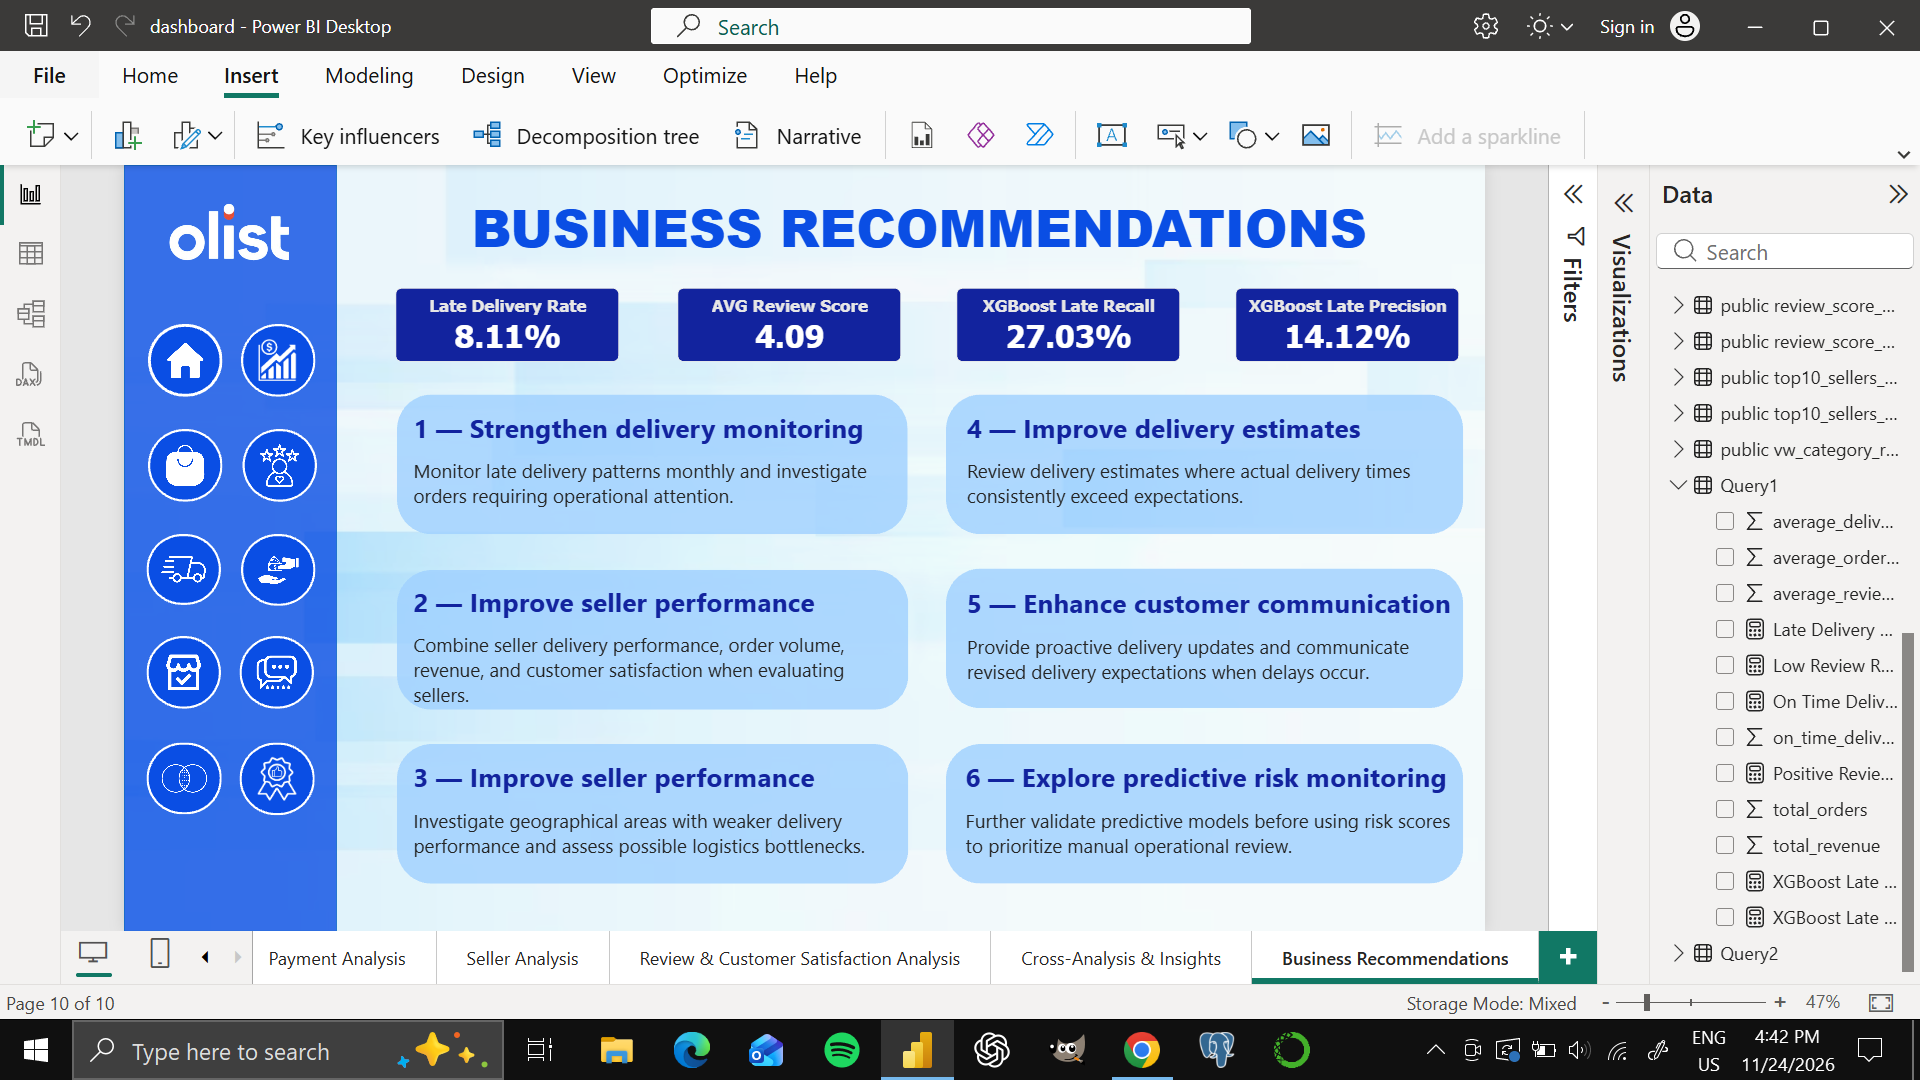 dashboard - Power BI Desktop
Search
Sign in
File
Home
Insert
Modeling
Design
View
Optimize
Help
Key influencers
Decomposition tree
Narrative
A
Add a sparkline
DAX
TMDL
olist
BUSINESS RECOMMENDATIONS
Late Delivery Rate
8.11%
AVG Review Score
4.09
XGBoost Late Recall
27.03%
XGBoost Late Precision
14.12%
1 — Strengthen delivery monitoring
Monitor late delivery patterns monthly and investigate
orders requiring operational attention.
4 — Improve delivery estimates
Review delivery estimates where actual delivery times
consistently exceed expectations.
2 — Improve seller performance
Combine seller delivery performance, order volume,
revenue, and customer satisfaction when evaluating
sellers.
5 — Enhance customer communication
Provide proactive delivery updates and communicate
revised delivery expectations when delays occur.
3 — Improve seller performance
Investigate geographical areas with weaker delivery
performance and assess possible logistics bottlenecks.
6 — Explore predictive risk monitoring
Further validate predictive models before using risk scores
to prioritize manual operational review.
Filters
Visualizations
Data
Search
public review_score_...
public review_score_...
public top10_sellers_...
public top10_sellers_...
public vw_category_r...
Query1
average_deliv...
average_order...
average_revie...
Late Delivery ...
Low Review R...
On Time Deliv...
on_time_deliv...
Positive Revie...
total_orders
total_revenue
XGBoost Late ...
XGBoost Late ...
Query2
Payment Analysis
Seller Analysis
Review & Customer Satisfaction Analysis
Cross-Analysis & Insights
Business Recommendations
Page 10 of 10
Storage Mode: Mixed
47%
Type here to search
ENG
US
4:42 PM
11/24/2026